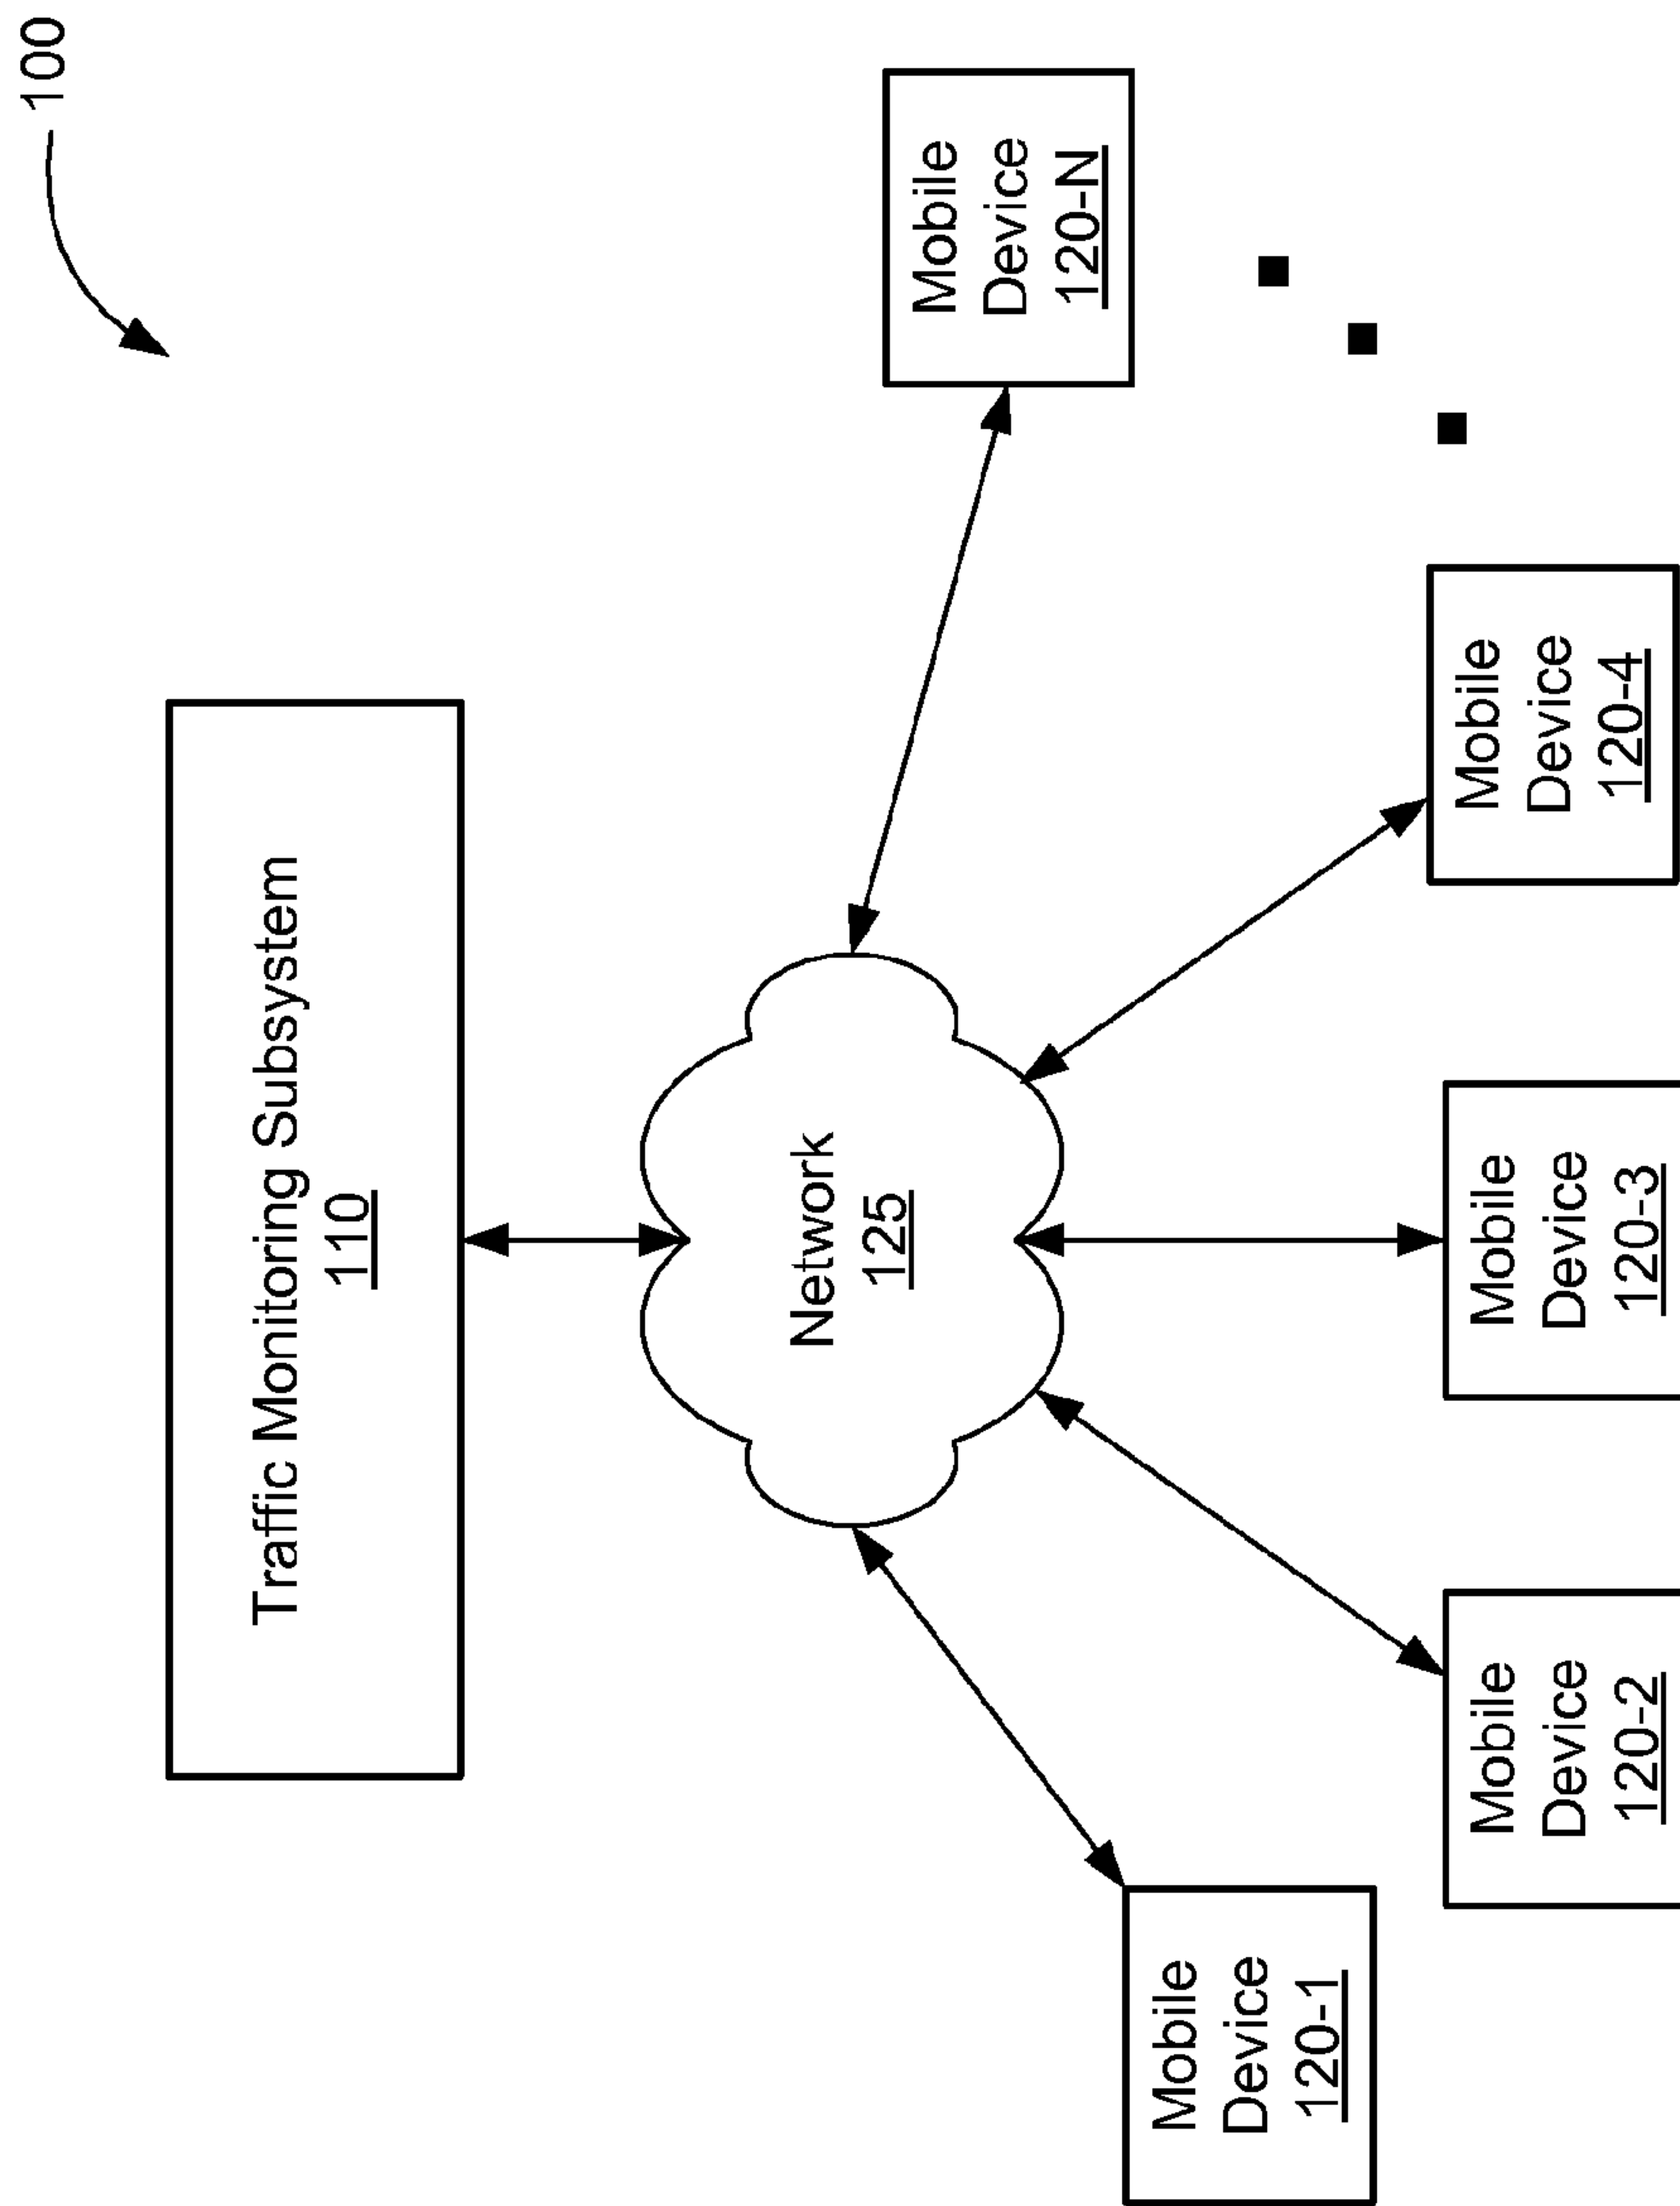 100
Traffic Monitoring Subsystem
110
Network
125
Mobile
Device
120-1
Mobile
Device
120-2
Mobile
Device
120-3
Mobile
Device
120-4
Mobile
Device
120-N